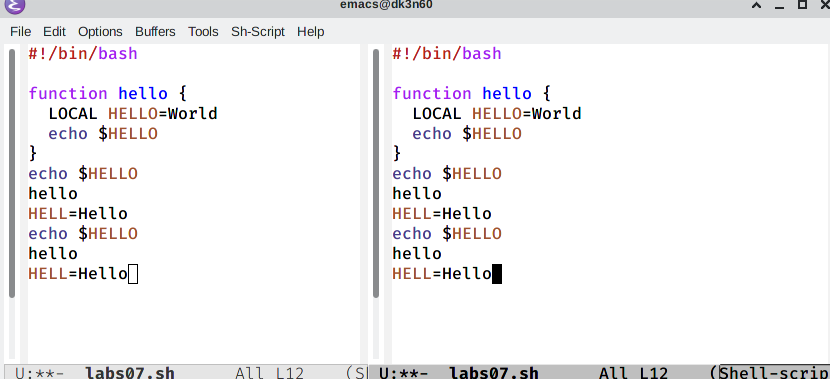 emacs@dk3n60
File Edit Options Buffers Tools Sh-Script Help
#!/bin/bash
function hello {
LOCAL HELLO=World
echo $HELLO
}
echo $HELLO
hello
HELL=Hello
echo $HELLO
hello
HELL=Hello
U:**- labs07.sh All L12 (S
#!/bin/bash
function hello {
LOCAL HELLO=World
echo $HELLO
}
echo $HELLO
hello
HELL=Hello
echo $HELLO
hello
HELL=Hello
U:**- labs07.sh All L12 (Shell-scrip